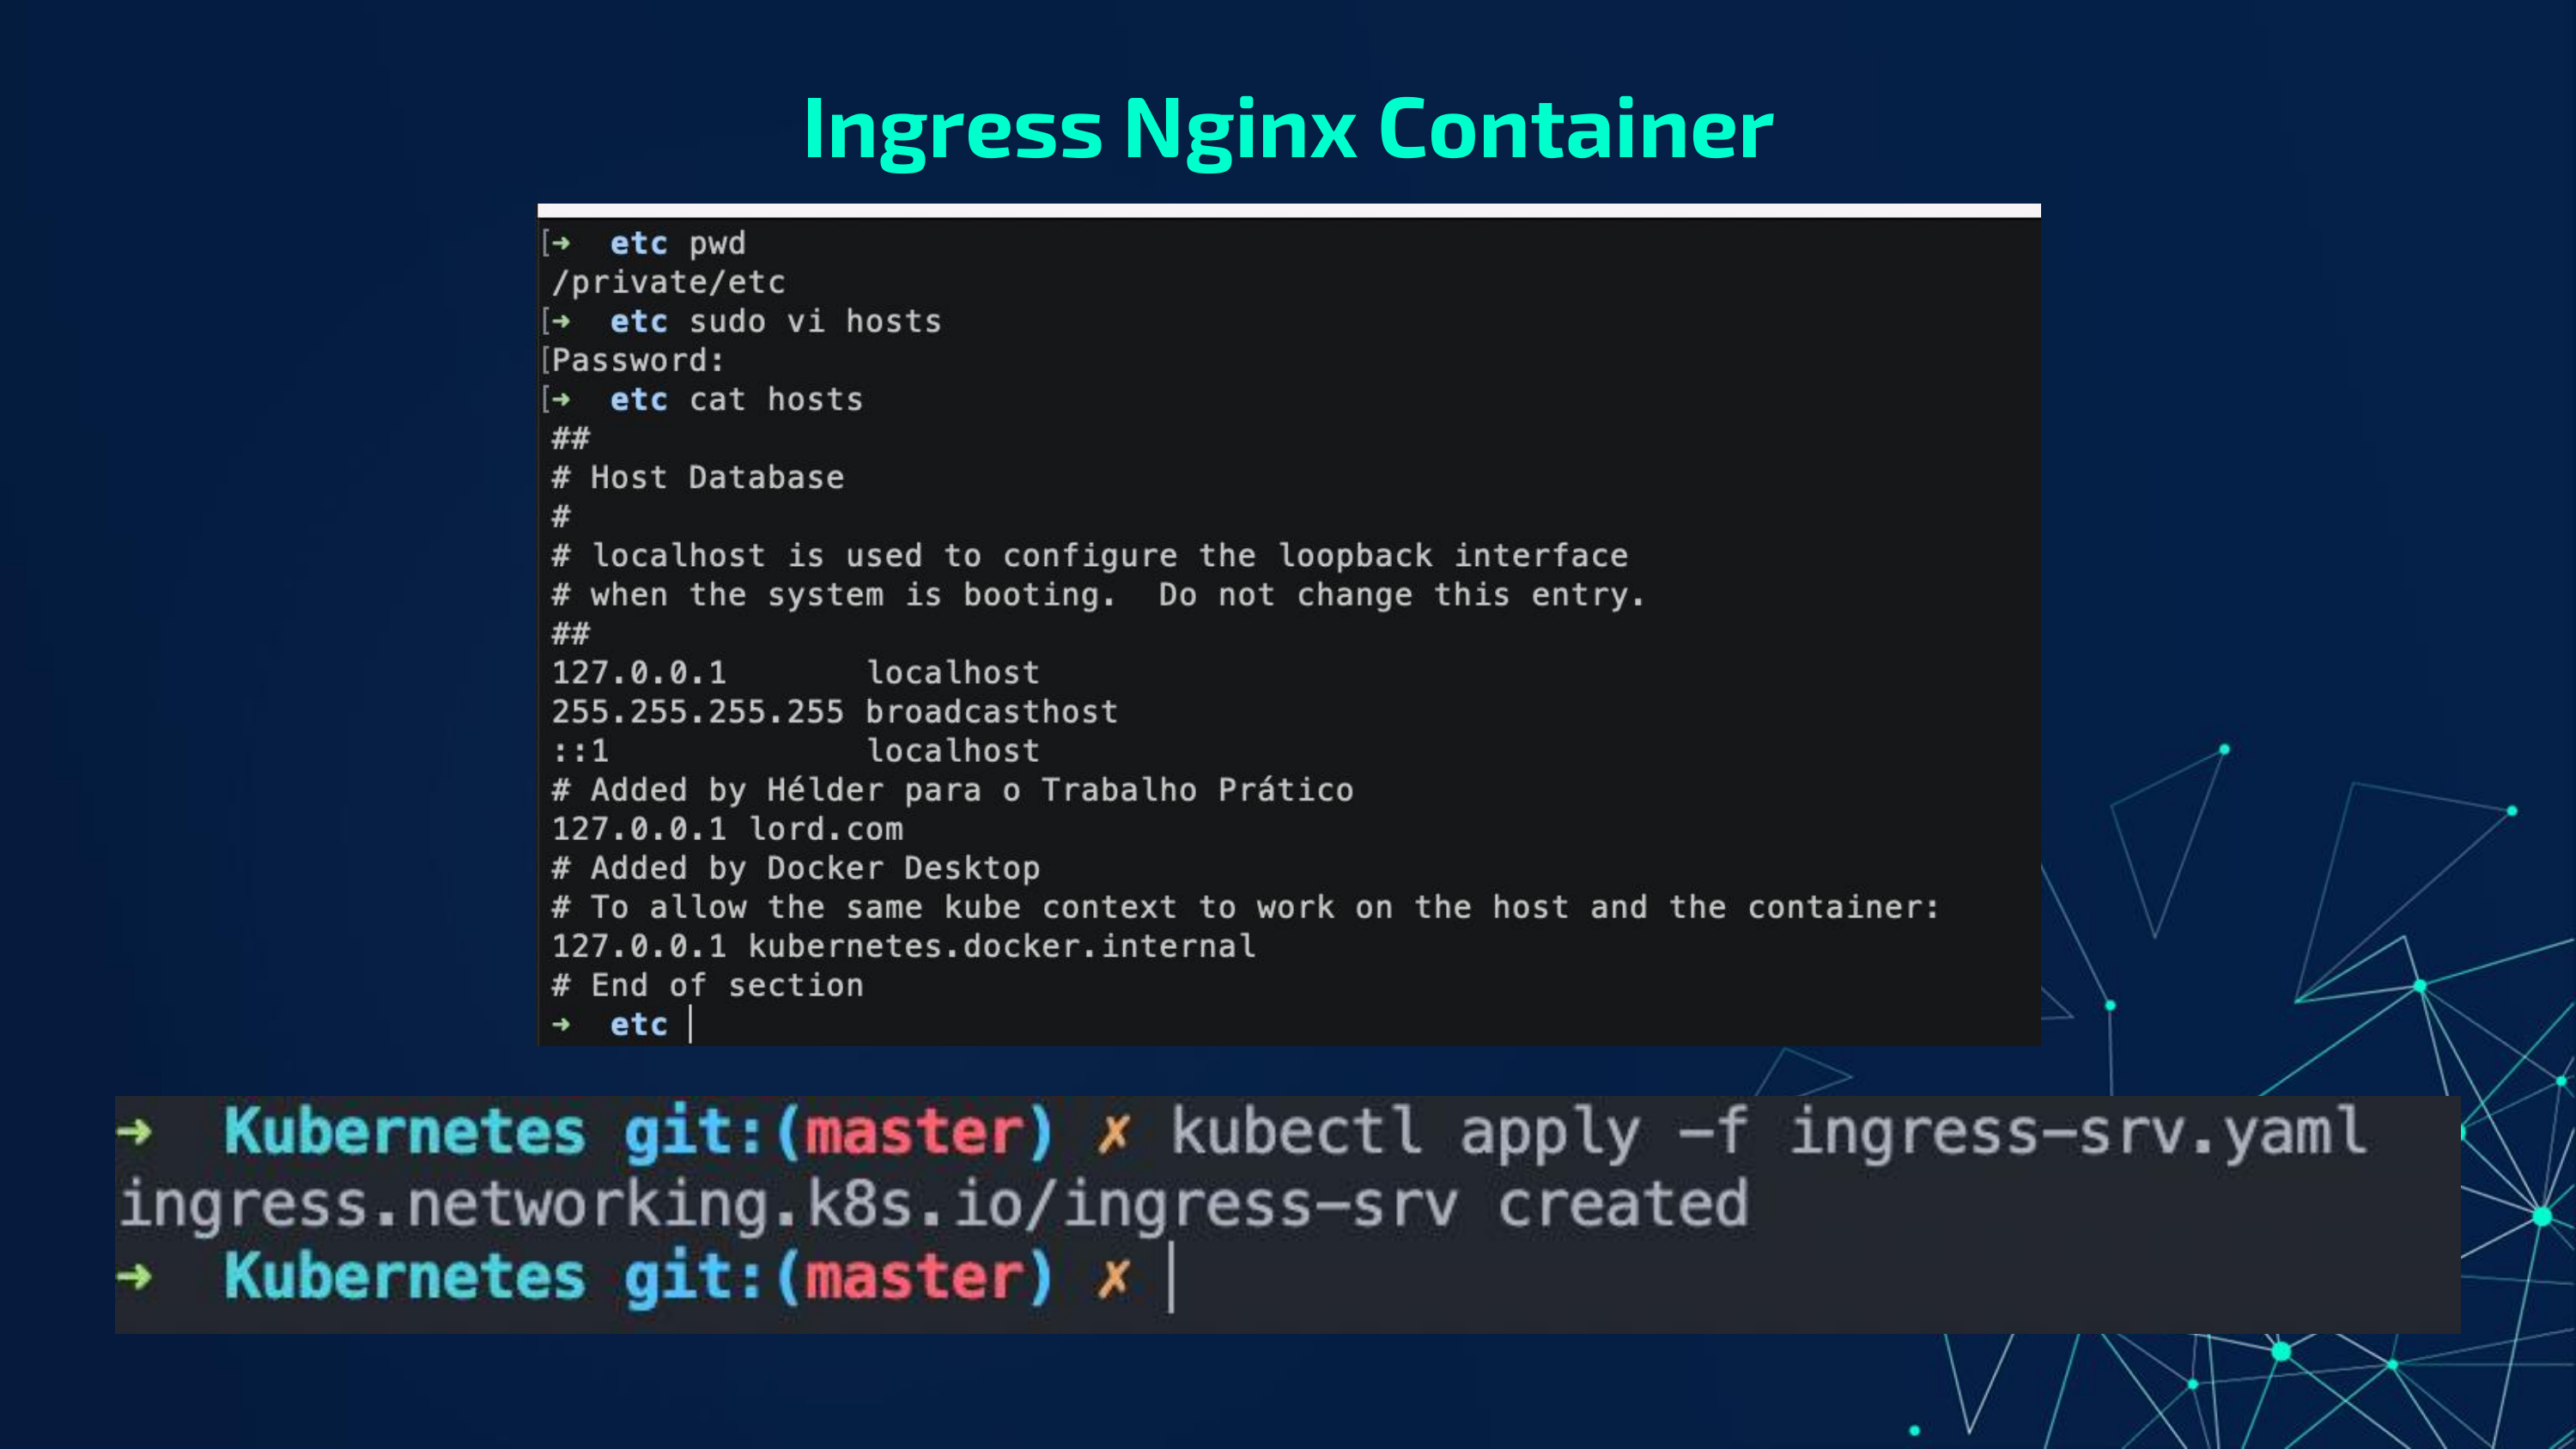 Ingress Nginx Container
[➜  etc pwd
/private/etc
[➜  etc sudo vi hosts
[Password:
[➜  etc cat hosts
##
# Host Database
#
# localhost is used to configure the loopback interface
# when the system is booting.  Do not change this entry.
##
127.0.0.1       localhost
255.255.255.255 broadcasthost
::1             localhost
# Added by Hélder para o Trabalho Prático
127.0.0.1 lord.com
# Added by Docker Desktop
# To allow the same kube context to work on the host and the container:
127.0.0.1 kubernetes.docker.internal
# End of section
➜  etc
➜  Kubernetes git:(master) ✗ kubectl apply -f ingress-srv.yaml
ingress.networking.k8s.io/ingress-srv created
➜  Kubernetes git:(master) ✗